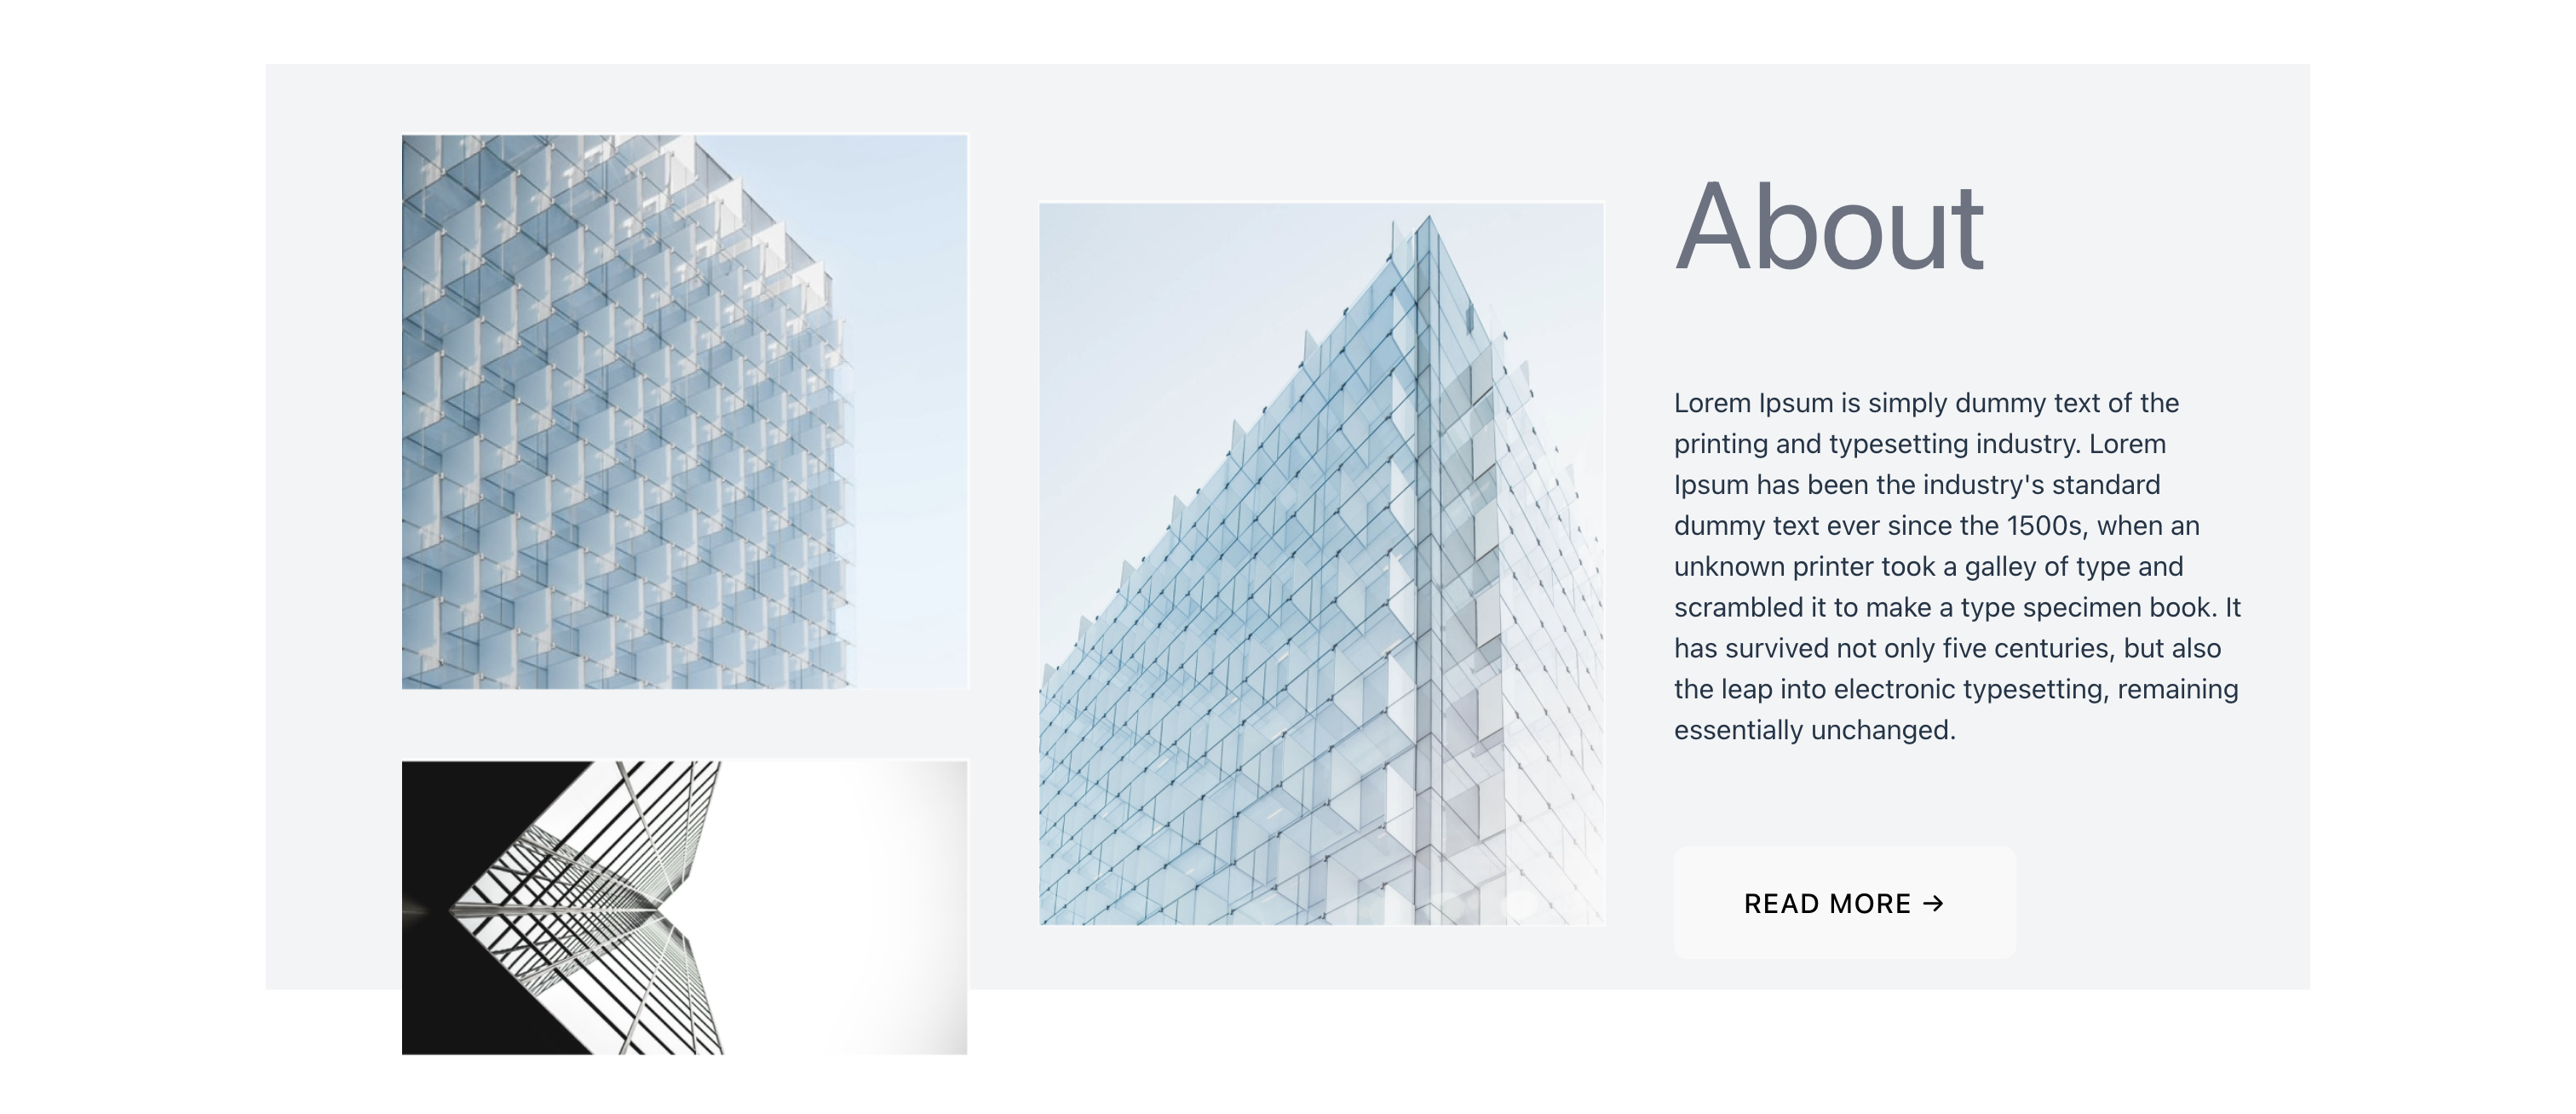 About
Lorem Ipsum is simply dummy text of the
printing and typesetting industry. Lorem
Ipsum has been the industry's standard
dummy text ever since the 1500s, when an
unknown printer took a galley of type and
scrambled it to make a type specimen book. It
has survived not only five centuries, but also
the leap into electronic typesetting, remaining
essentially unchanged.
READ MORE →